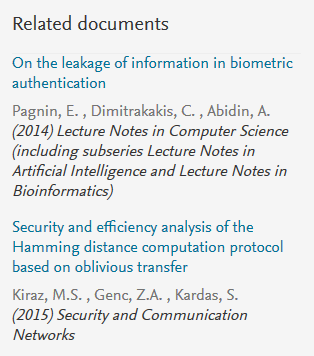 Related documents
On the leakage of information in biometric
authentication
Pagnin, E. , Dimitrakakis, C. , Abidin, A.
(2014) Lecture Notes in Computer Science
(including subseries Lecture Notes in
Artificial Intelligence and Lecture Notes in
Bioinformatics)
Security and efficiency analysis of the
Hamming distance computation protocol
based on oblivious transfer
Kiraz, M.S. , Genc, Z.A. , Kardas, S.
(2015) Security and Communication
Networks